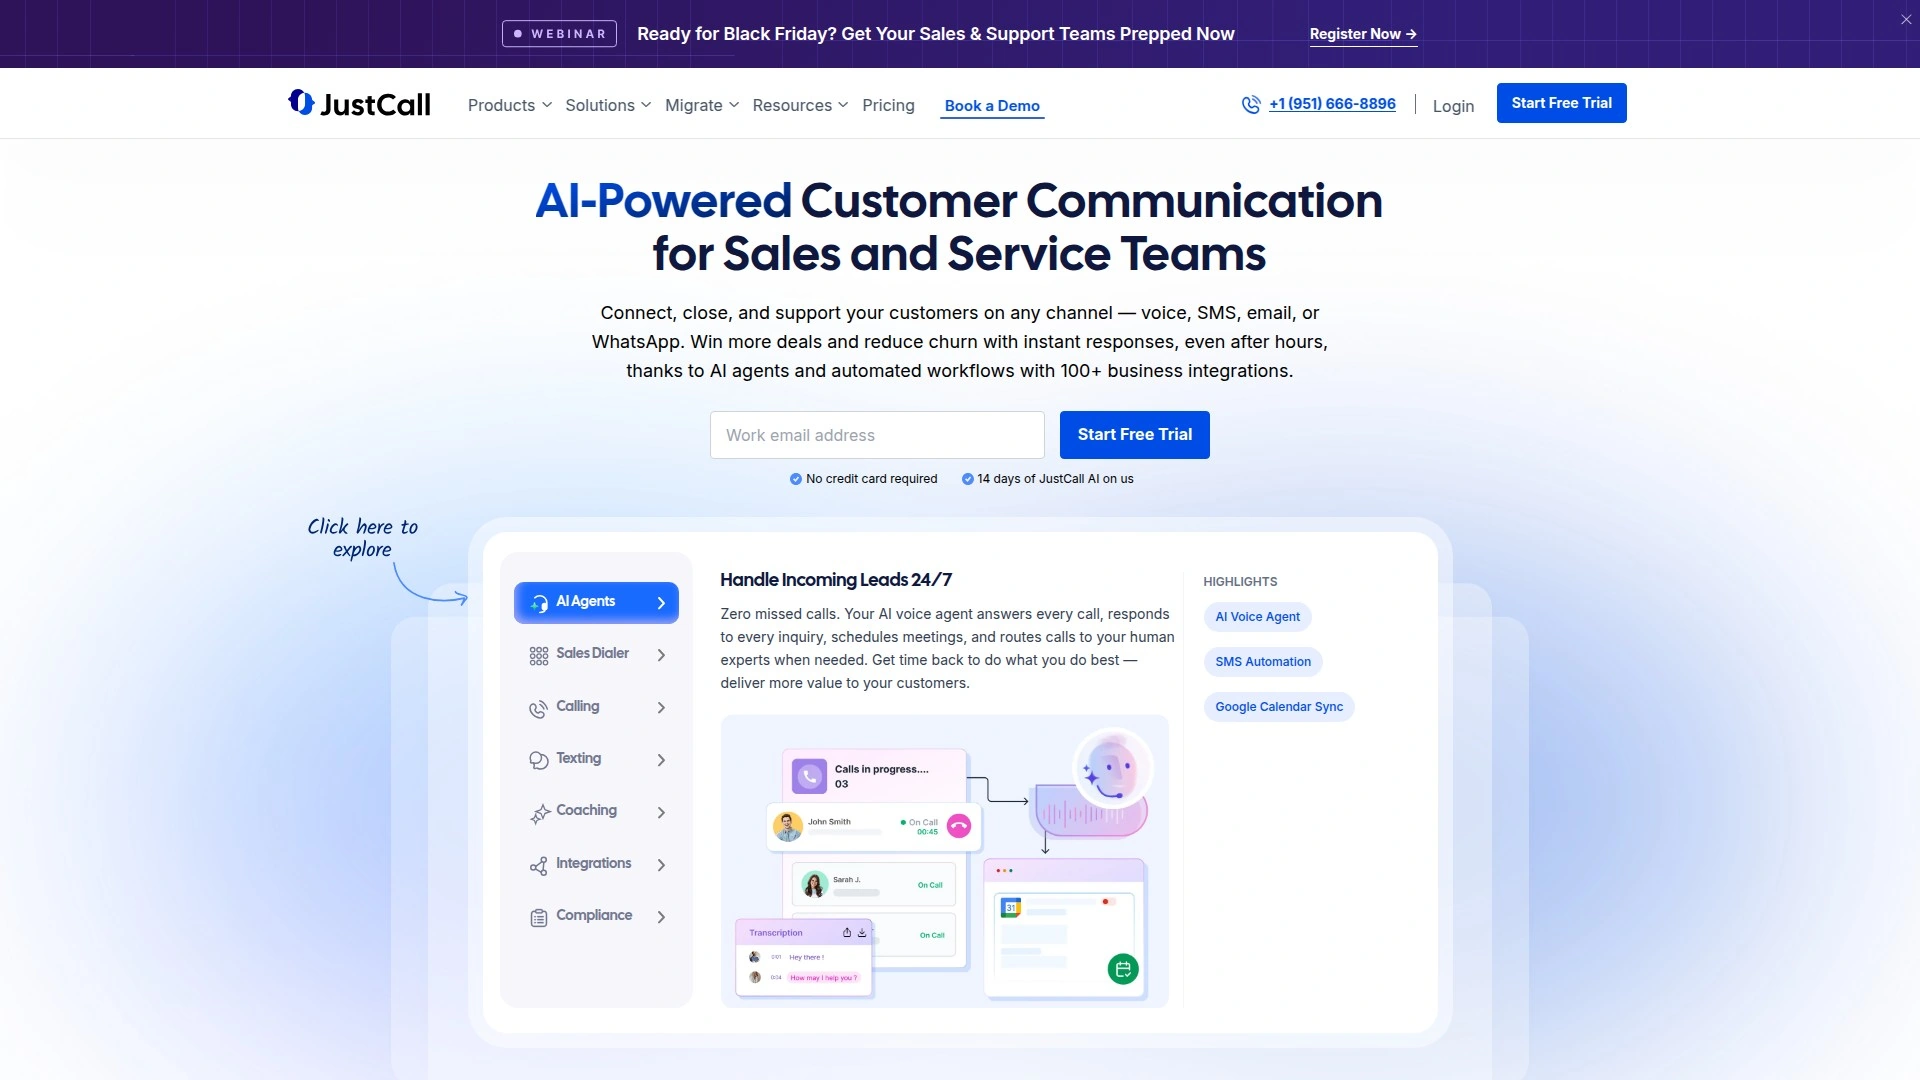 WEBINAR
Ready for Black Friday? Get Your Sales & Support Teams Prepped Now
Register Now →
JustCall
Products
Solutions
Migrate
Resources
Pricing
Book a Demo
+1 (951) 666-8896
Login
Start Free Trial
AI-Powered Customer Communication
for Sales and Service Teams
Connect, close, and support your customers on any channel — voice, SMS, email, or
WhatsApp. Win more deals and reduce churn with instant responses, even after hours,
thanks to AI agents and automated workflows with 100+ business integrations.
Work email address
Start Free Trial
No credit card required
14 days of JustCall AI on us
Click here to
explore
AI Agents
Sales Dialer
Calling
Texting
Coaching
Integrations
Compliance
Handle Incoming Leads 24/7
Zero missed calls. Your AI voice agent answers every call, responds
to every inquiry, schedules meetings, and routes calls to your human
experts when needed. Get time back to do what you do best —
deliver more value to your customers.
Calls in progress....
03
John Smith
On Call
00:45
Sarah J.
On Call
On Call
Transcription
0:01 Hey there !
0:04 How may I help you ?
31
HIGHLIGHTS
AI Voice Agent
SMS Automation
Google Calendar Sync